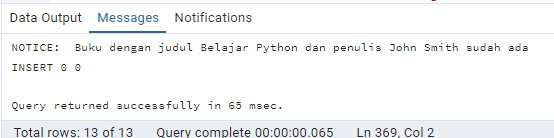 Data Output Messages Notifications
NOTICE:  Buku dengan judul Belajar Python dan penulis John Smith sudah ada
INSERT 0 0
Query returned successfully in 65 msec.
Total rows: 13 of 13 Query complete 00:00:00.065 Ln 369, Col 2